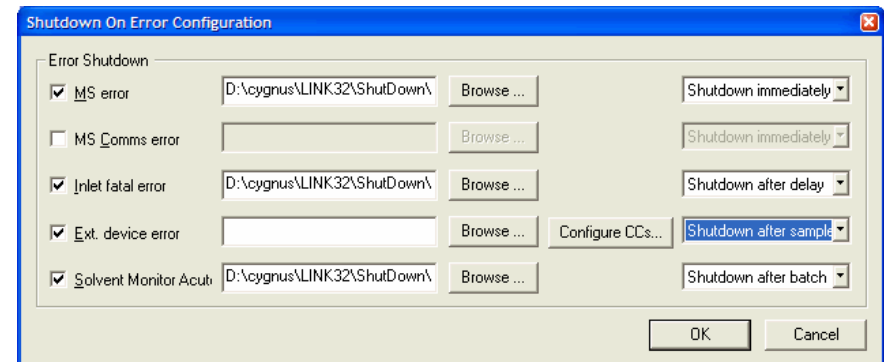 Shutdown On Error Configuration
Error Shutdown
MS error D:\cygnus\LINK32\ShutDown\ Browse ... Shutdown immediately
MS Comms error Browse ... Shutdown immediately
Inlet fatal error D:\cygnus\LINK32\ShutDown\ Browse ... Shutdown after delay
Ext. device error Browse ... Configure CCs... Shutdown after sample
Solvent Monitor Acut D:\cygnus\LINK32\ShutDown\ Browse ... Shutdown after batch
OK Cancel